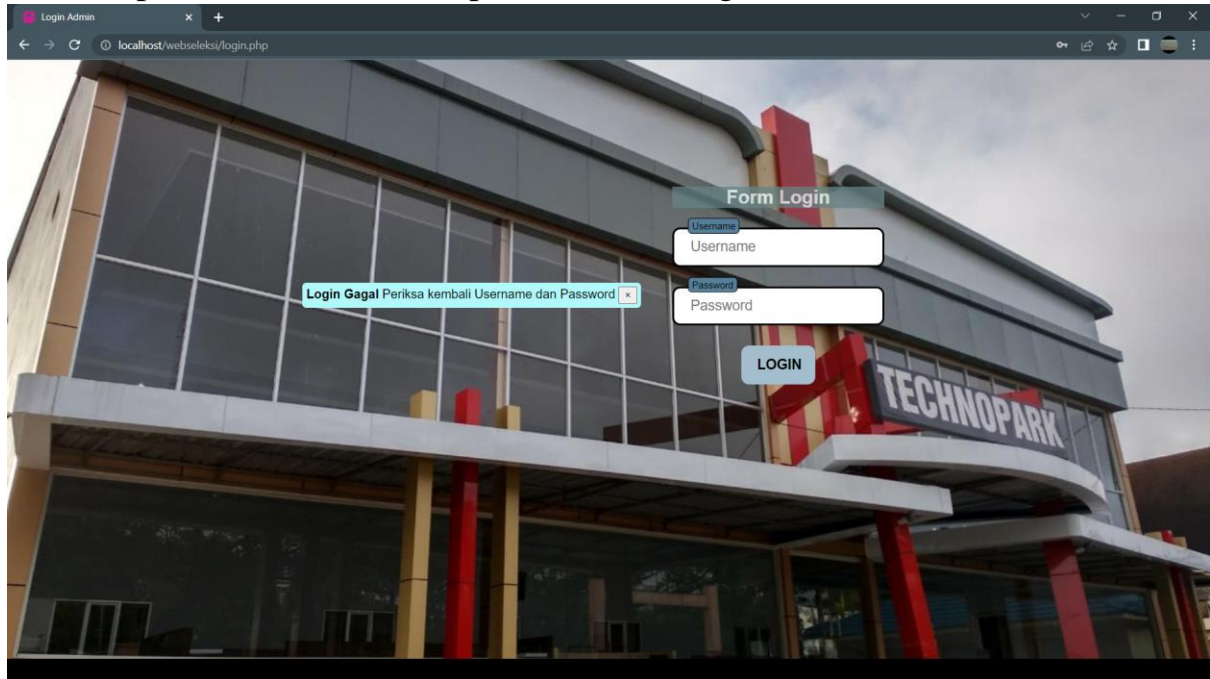 Login Admin
localhost/webseleksi/login.php
Form Login
Username
Username
Login Gagal Periksa kembali Username dan Password ×
Password
Password
LOGIN
TECHNOPARK